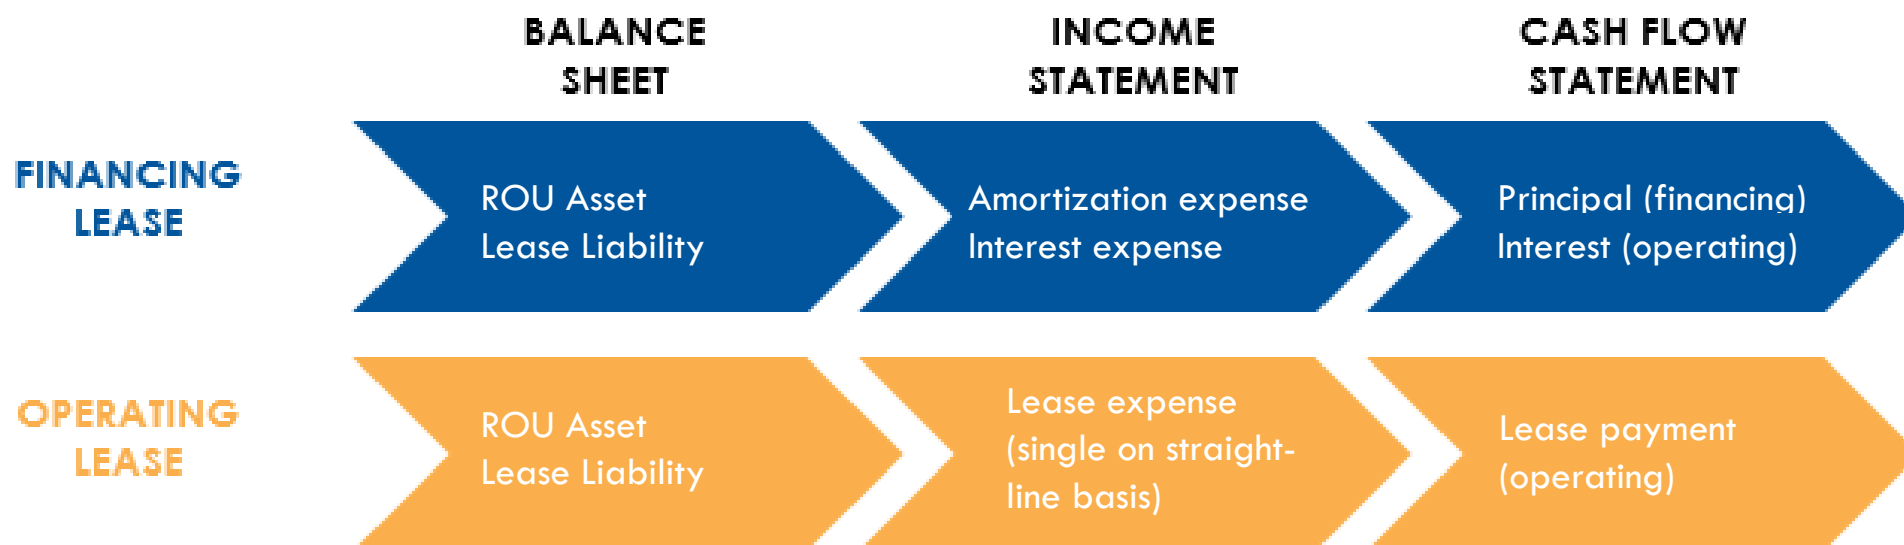 BALANCE
SHEET
INCOME
STATEMENT
CASH FLOW
STATEMENT
FINANCING
LEASE
ROU Asset
Lease Liability
Amortization expense
Interest expense
Principal (financing)
Interest (operating)
OPERATING
LEASE
ROU Asset
Lease Liability
Lease expense
(single on straight-
line basis)
Lease payment
(operating)